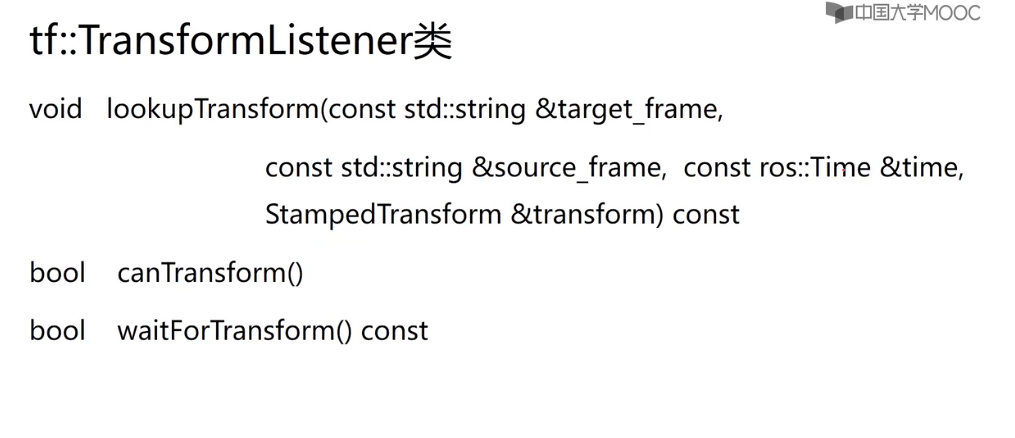 中国大学MOOC
tf::TransformListener类
void lookupTransform(const std::string &target_frame,
const std::string &source_frame, const ros::Time &time,
StampedTransform &transform) const
bool canTransform()
bool waitForTransform() const